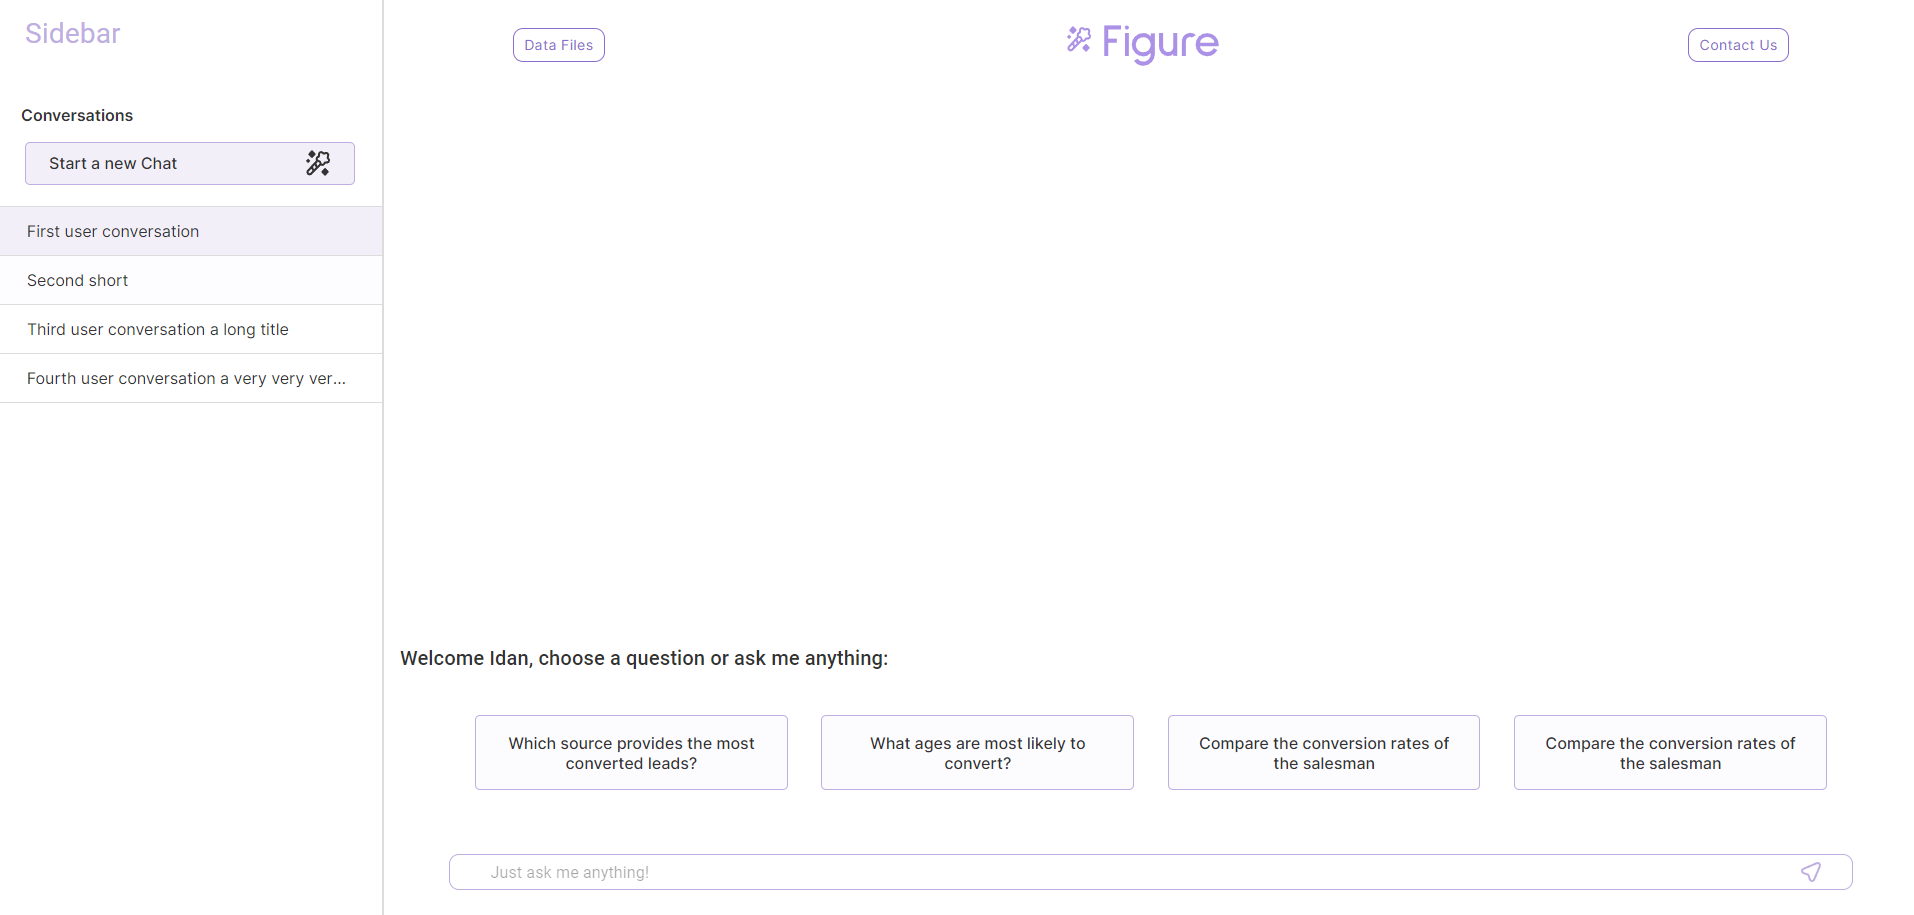 Sidebar
Data Files
Figure
Contact Us
Conversations
Start a new Chat
First user conversation
Second short
Third user conversation a long title
Fourth user conversation a very very ver...
Welcome Idan, choose a question or ask me anything:
Which source provides the most
converted leads?
What ages are most likely to
convert?
Compare the conversion rates of
the salesman
Compare the conversion rates of
the salesman
Just ask me anything!